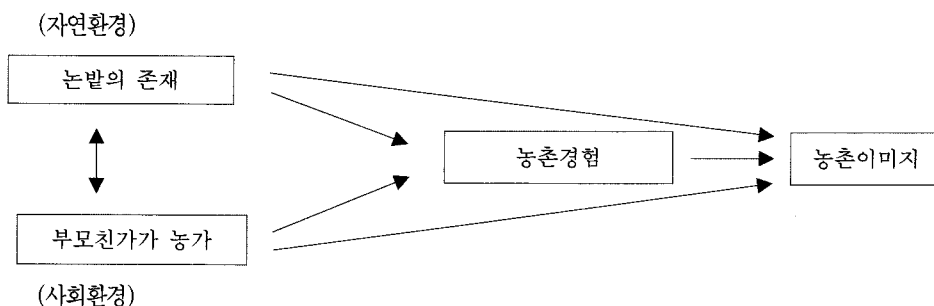 (자연환경)
논밭의 존재
농촌경험
농촌이미지
부모친가가 농가
(사회환경)